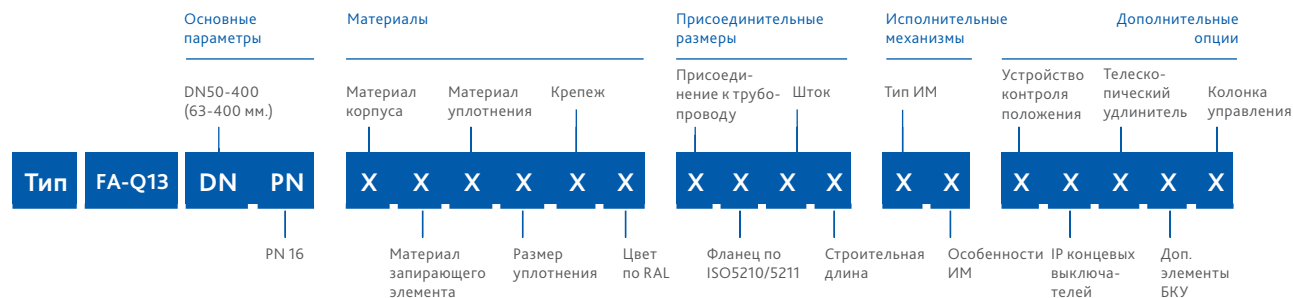 Основные
параметры
Материалы
Присоединительные
размеры
Исполнительные
механизмы
Дополнительные
опции
DN50-400
(63-400 мм.)
Материал
корпуса
Материал
уплотнения
Крепеж
Присоеди-
нение к трубо-
проводу
Шток
Тип ИМ
Устройство
контроля
положения
Телеско-
пический
удлинитель
Колонка
управления
Тип FA-Q13 DN PN X X X X X X X X X X X X X X X X X
PN 16
Материал
запирающего
элемента
Размер
уплотнения
Цвет
по RAL
Фланец по
ISO5210/5211
Строительная
длина
Особенности
ИМ
IP концевых
выключа-
телей
Доп.
элементы
БКУ